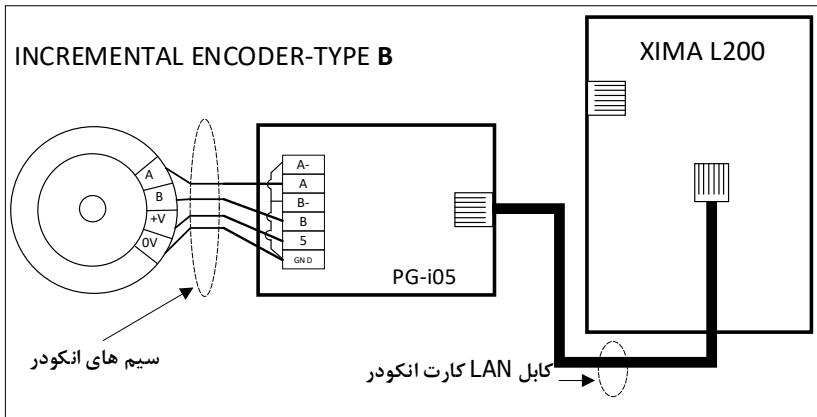 INCREMENTAL ENCODER-TYPE B
XIMA L200
A
B
+V
0V
A-
A
B-
B
5
GND
PG-i05
سیم های انکودر
کابل LAN کارت انکودر